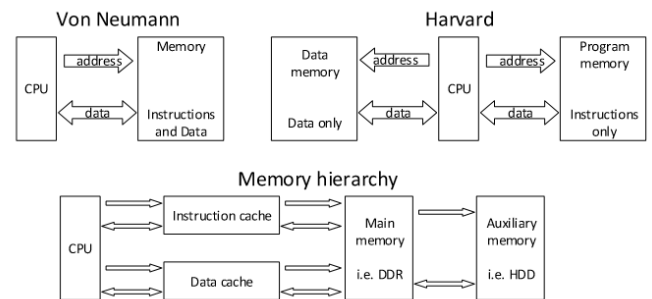 Von Neumann
CPU
address
data
Memory
Instructions
and Data
Harvard
Data
memory
Data only
address
data
CPU
address
data
Program
memory
Instructions
only
Memory hierarchy
CPU
Instruction cache
Data cache
Main
memory
i.e. DDR
Auxiliary
memory
i.e. HDD